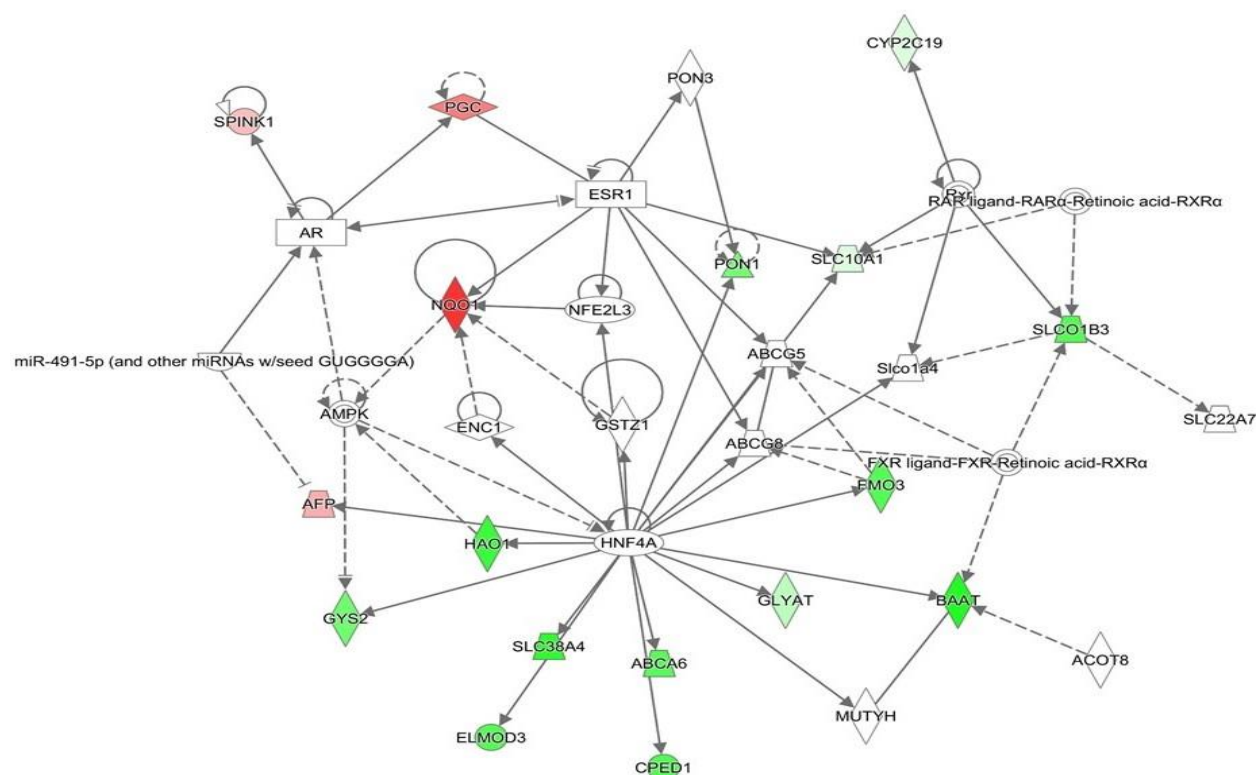 CYP2C19
PON3
PGC
SPINK1
ESR1
Rxr
RAR ligand-RARα-Retinoic acid-RXRα
AR
PON1
SLC10A1
NQO1
NFE2L3
SLCO1B3
miR-491-5p (and other miRNAs w/seed GUGGGGA)
ABCG5
Slco1a4
AMPK
ENC1
GSTZ1
SLC22A7
ABCG8
FXR ligand-FXR-Retinoic acid-RXRα
FMO3
AFP
HAO1
HNF4A
GYS2
GLYAT
BAAT
SLC38A4
ABCA6
ACOT8
MUTYH
ELMOD3
CPED1